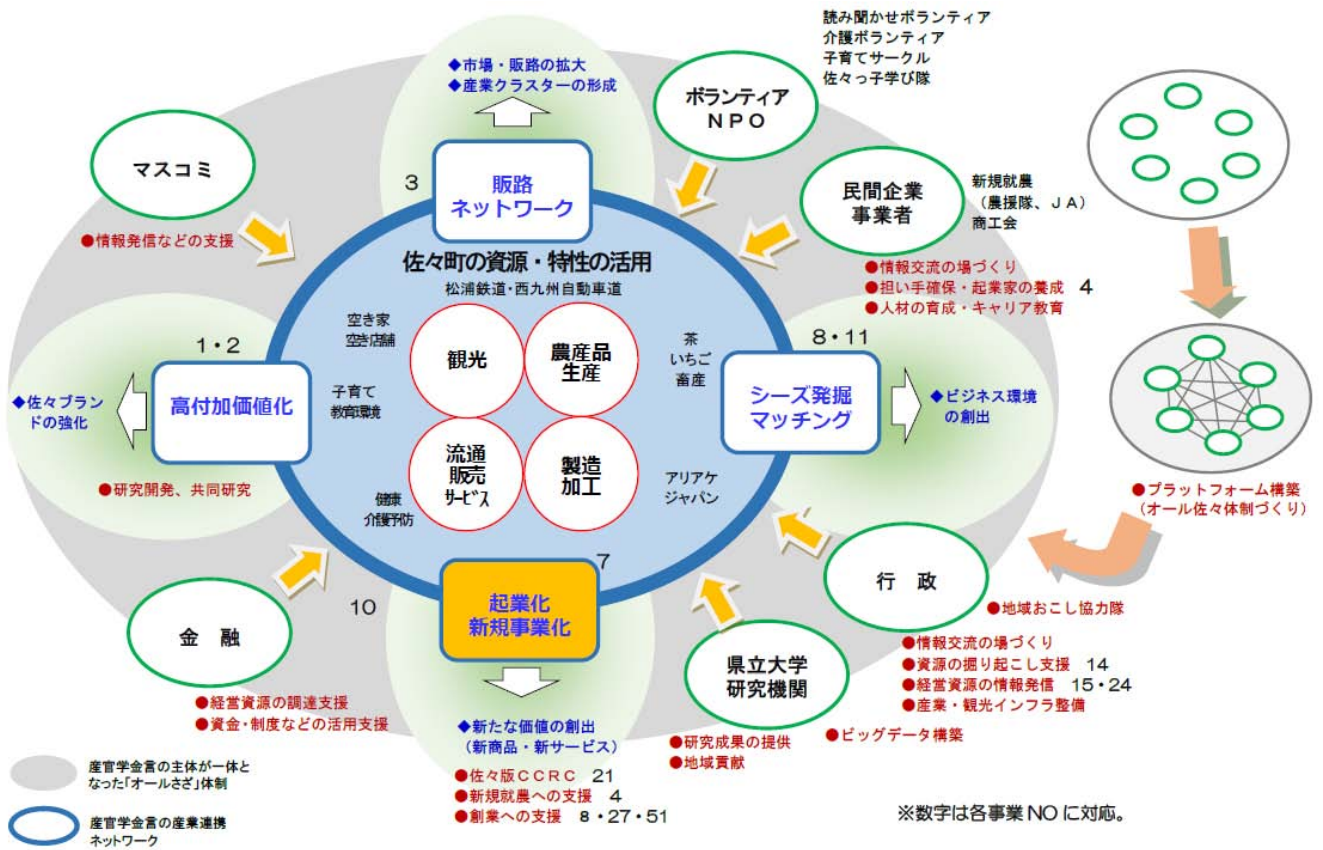 読み聞かせボランティア
介護ボランティア
子育てサークル
佐々っ子学び隊
◆市場・販路の拡大
◆産業クラスターの形成
ボランティア
NPO
マスコミ
●情報発信などの支援
3
販路
ネットワーク
民間企業
事業者
新規就農
（農援隊、JA）
商工会
●情報交流の場づくり
●担い手確保・起業家の養成 4
●人材の育成・キャリア教育
佐々町の資源・特性の活用
松浦鉄道・西九州自動車道
空き家
空き店舗
観光
農産品
生産
茶
いちご
畜産
1・2
高付加価値化
◆佐々ブラン
ドの強化
●研究開発、共同研究
子育て
教育環境
8・11
シーズ発掘
マッチング
◆ビジネス環境
の創出
流通
販売
サービス
製造
加工
健康
介護予防
アリアケ
ジャパン
●プラットフォーム構築
（オール佐々体制づくり）
7
起業化
新規事業化
10
金　融
●経営資源の調達支援
●資金・制度などの活用支援
行　政
●地域おこし協力隊
●情報交流の場づくり
●資源の掘り起こし支援 14
●経営資源の情報発信 15・24
●産業・観光インフラ整備
県立大学
研究機関
●ビッグデータ構築
●研究成果の提供
●地域貢献
◆新たな価値の創出
（新商品・新サービス）
●佐々版CCRC 21
●新規就農への支援 4
●創業への支援 8・27・51
産官学金言の主体が一体と
なった「オールさざ」体制
産官学金言の産業連携
ネットワーク
※数字は各事業NOに対応。